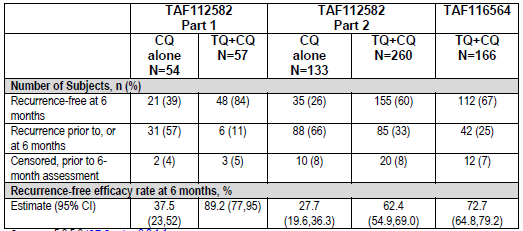 TAF112582 TAF112582 TAF116564
Part 1 Part 2
CQ TQ+CQ CQ TQ+CQ TQ+CQ
alone N=57 alone N=260 N=166
N=54 N=133
Number of Subjects, n (%)
Recurrence-free at 6 21 (39) 48 (84) 35 (26) 155 (60) 112 (67)
months
Recurrence prior to, or 31 (57) 6 (11) 88 (66) 85 (33) 42 (25)
at 6 months
Censored, prior to 6- 2 (4) 3 (5) 10 (8) 20 (8) 12 (7)
month assessment
Recurrence-free efficacy rate at 6 months, %
Estimate (95% CI) 37.5 89.2 (77,95) 27.7 62.4 72.7
(23,52) (19.6,36.3) (54.9,69.0) (64.8,79.2)